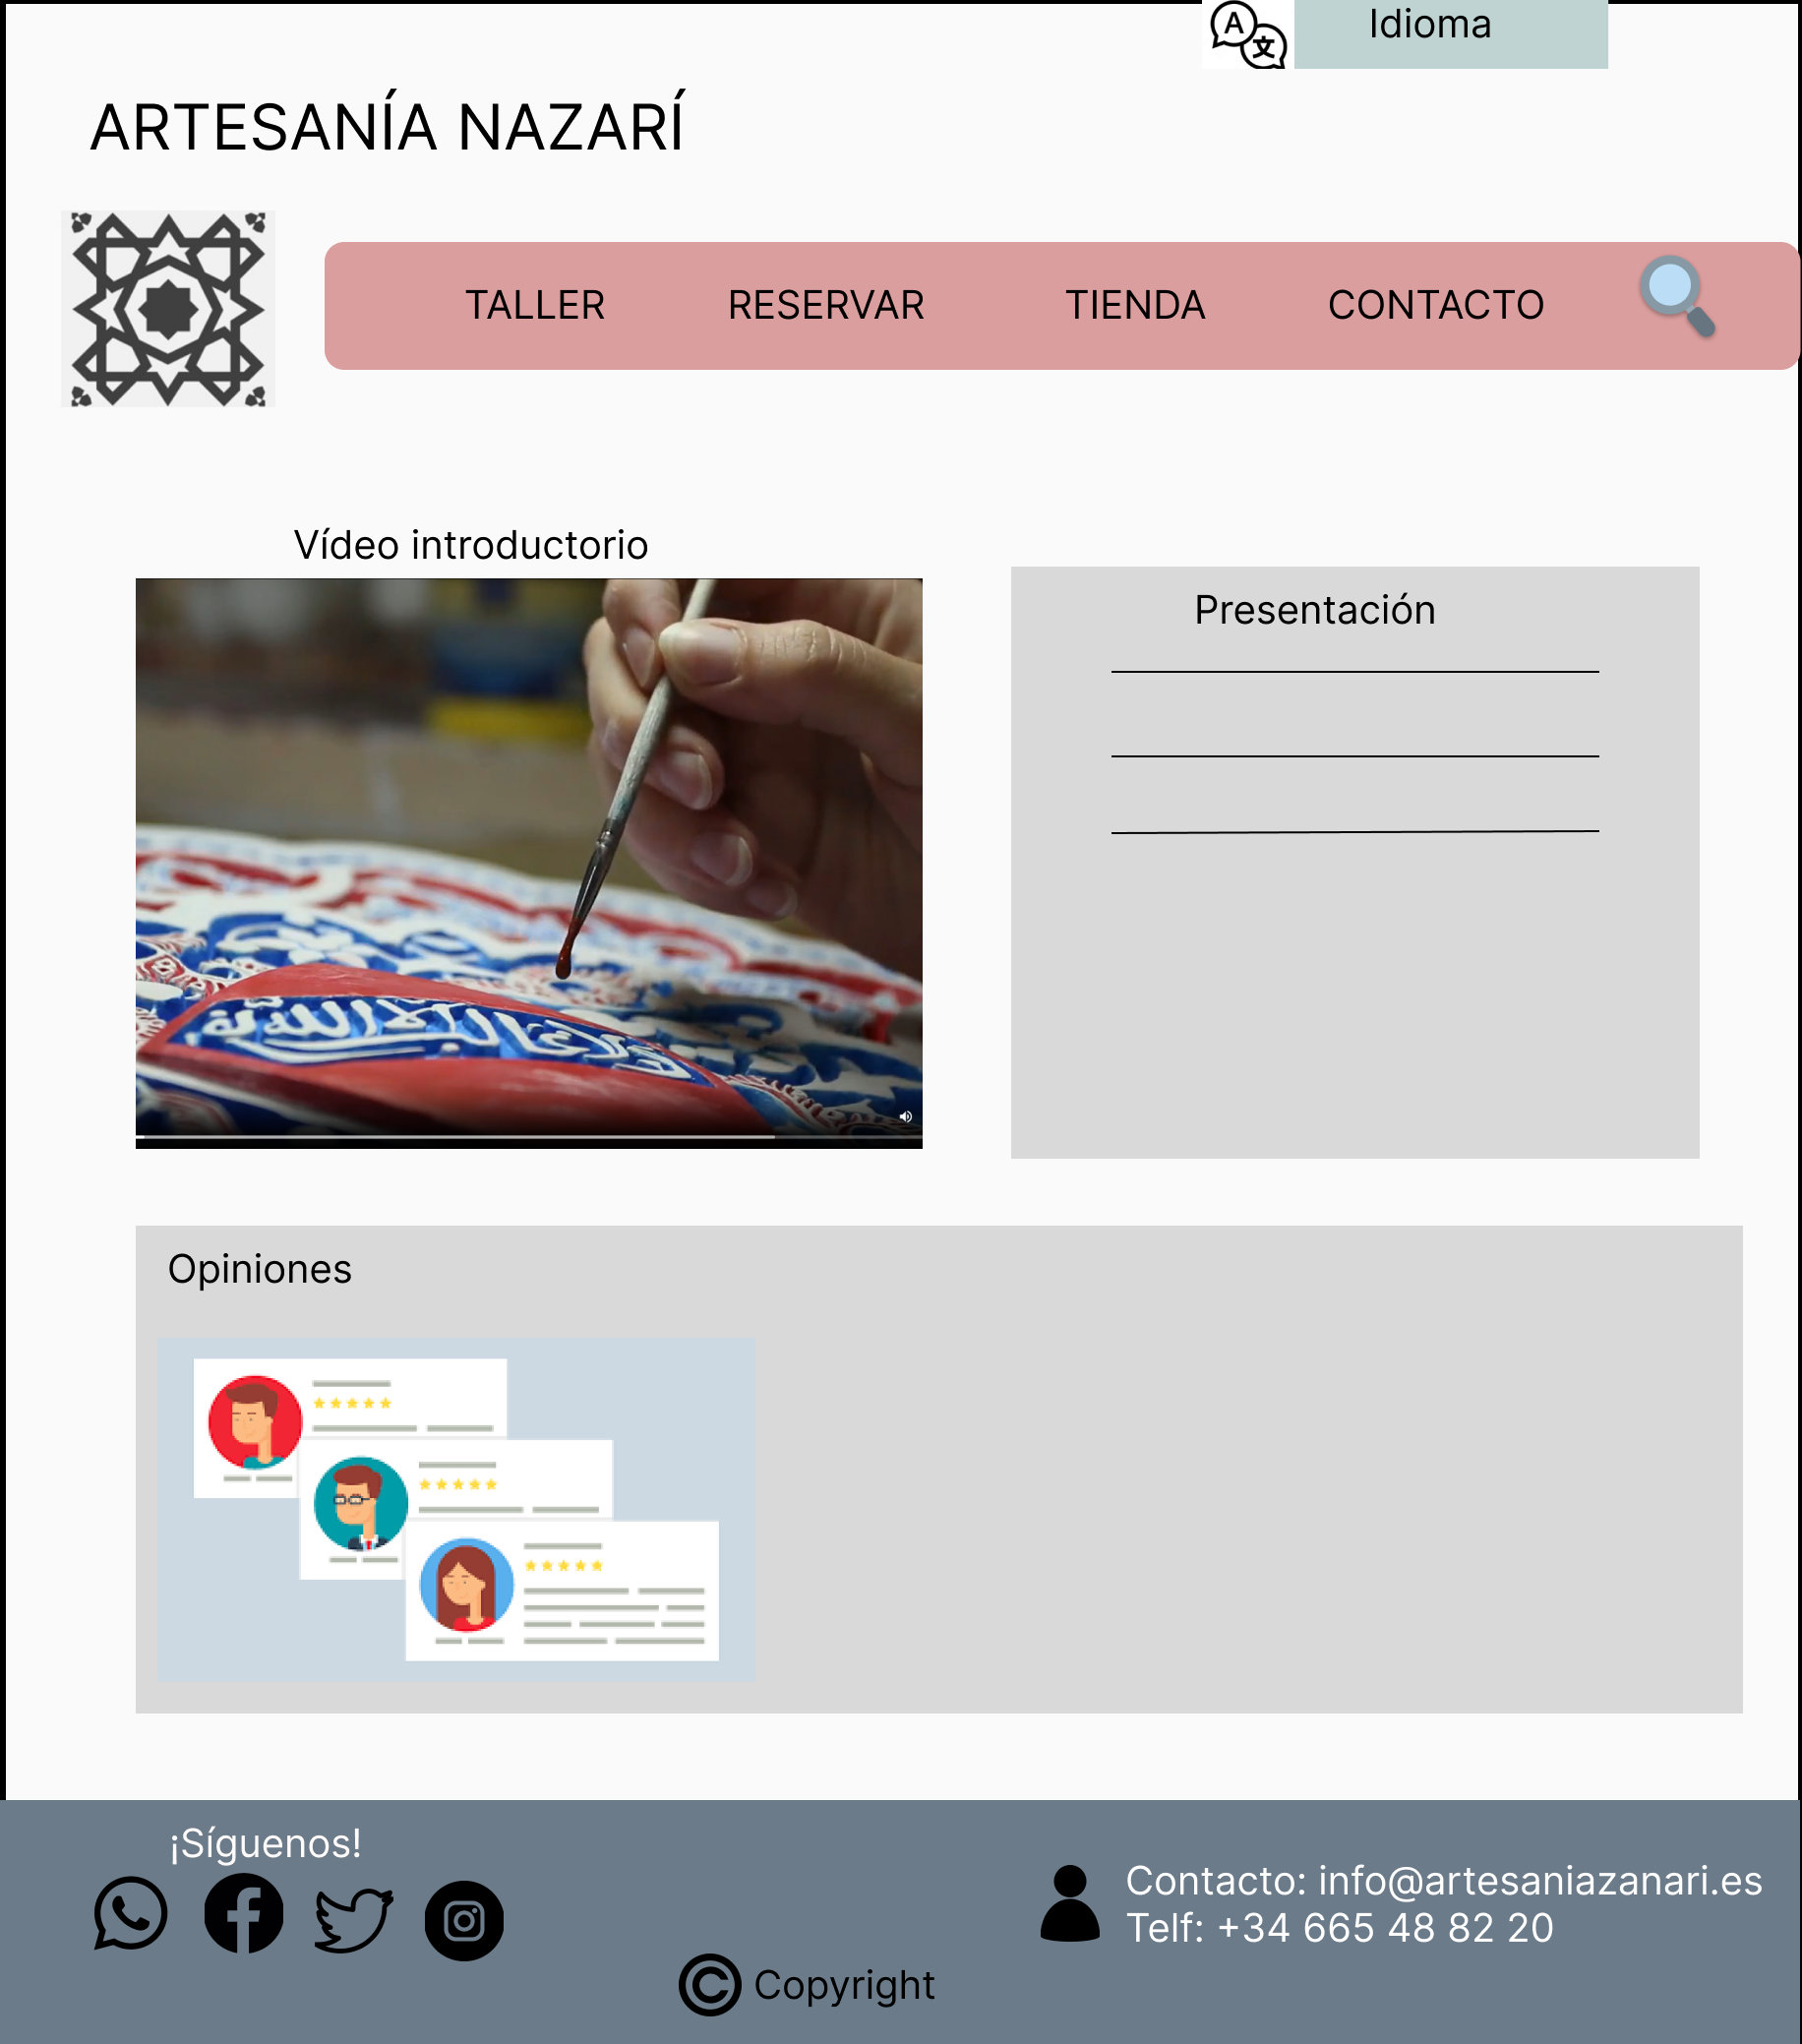 Idioma
ARTESANÍA NAZARÍ
TALLER RESERVAR TIENDA CONTACTO
Vídeo introductorio
Presentación
Opiniones
¡Síguenos!
Contacto: info@artesaniazanari.es
Telf: +34 665 48 82 20
© Copyright